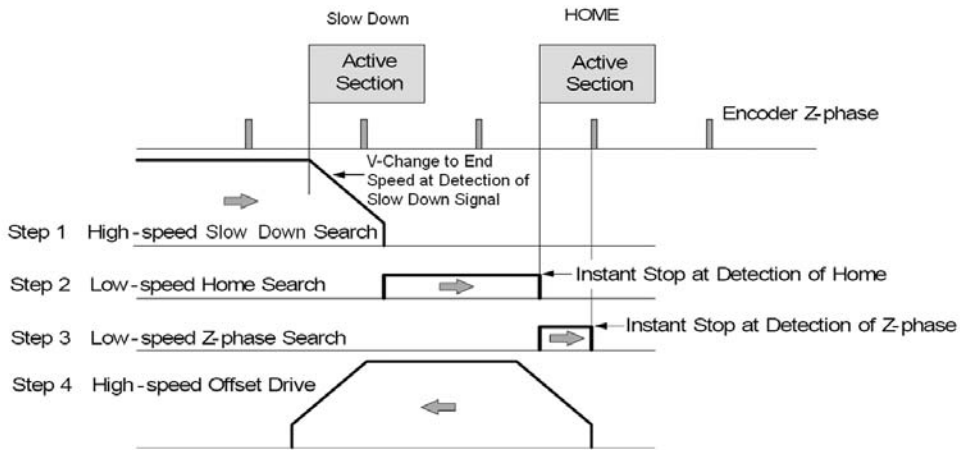 Slow Down
HOME
Active
Section
Active
Section
Encoder Z-phase
V-Change to End
Speed at Detection of
Slow Down Signal
Step 1 High-speed Slow Down Search
Step 2 Low-speed Home Search
Instant Stop at Detection of Home
Step 3 Low-speed Z-phase Search
Instant Stop at Detection of Z-phase
Step 4 High-speed Offset Drive